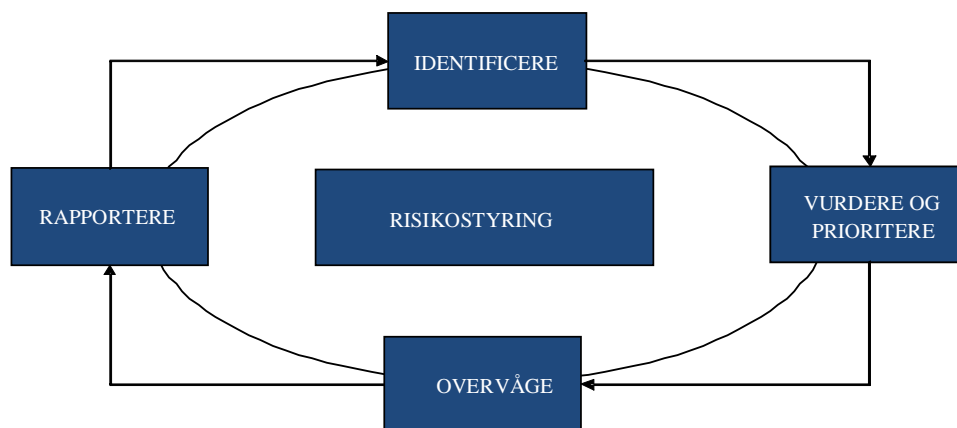 IDENTIFICERE
RAPPORTERE
RISIKOSTYRING
VURDERE OG
PRIORITERE
OVERVÅGE